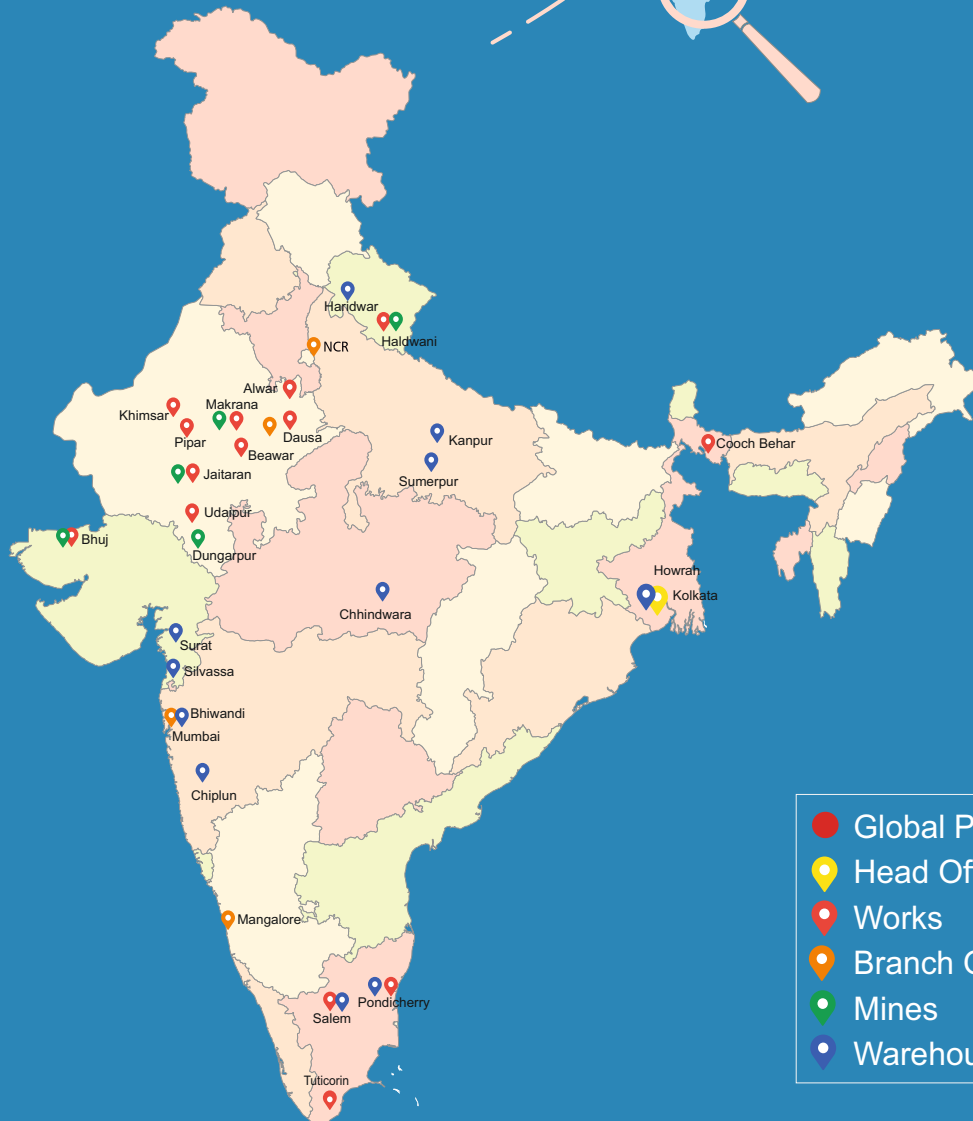 Haridwar
Haldwani
NCR
Alwar
Khimsar
Makrana
Dausa
Pipar
Beawar
Kanpur
Cooch Behar
Jaitaran
Sumerpur
Udaipur
Bhuj
Dungarpur
Howrah
Kolkata
Chhindwara
Surat
Silvassa
Bhiwandi
Mumbai
Chiplun
Global P
Head Of
Mangalore
Works
Branch
Mines
Pondicherry
Salem
Warehou
Tuticorin